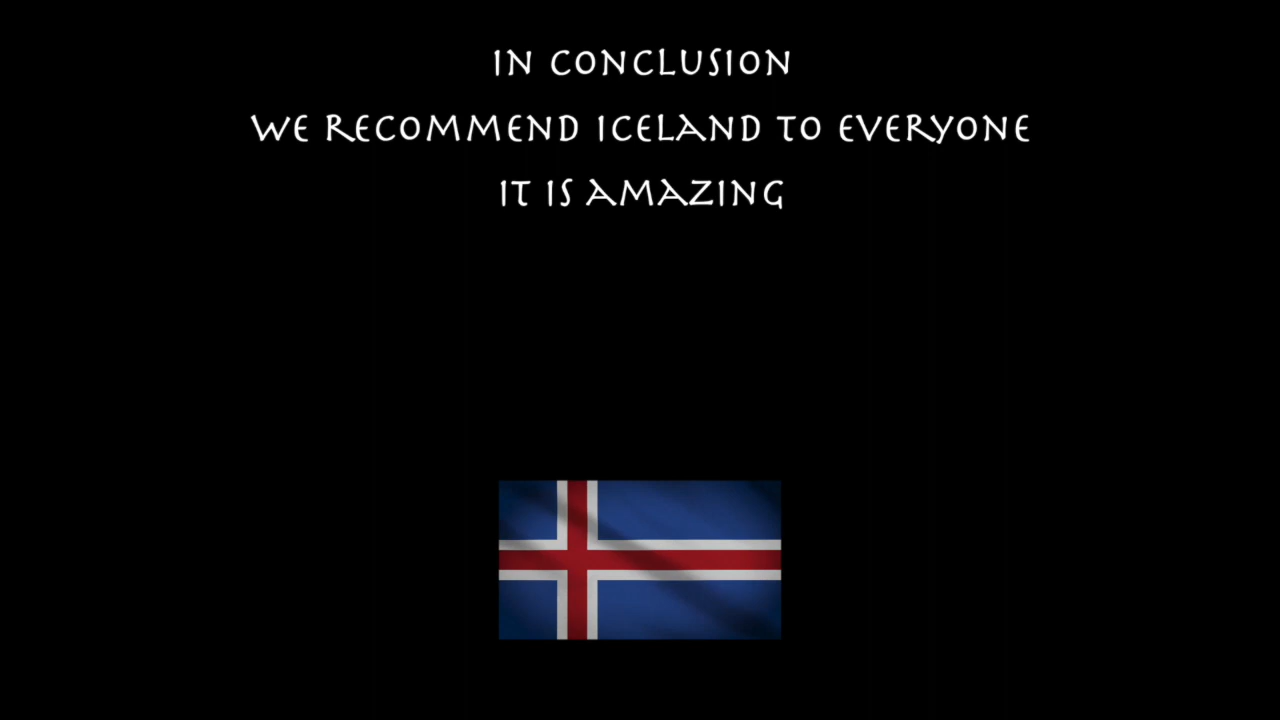 IN CONCLUSION
WE RECOMMEND ICELAND TO EVERYONE
IT IS AMAZING